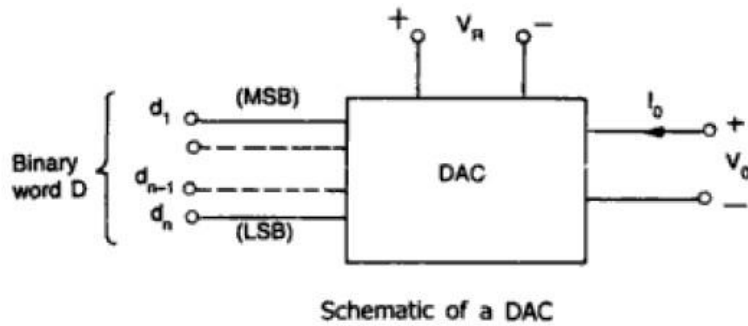 + V_R −
d_1 (MSB)
I_o +
Binary
word D
DAC
V_o
d_{n-1}
d_n (LSB)
−
Schematic of a DAC